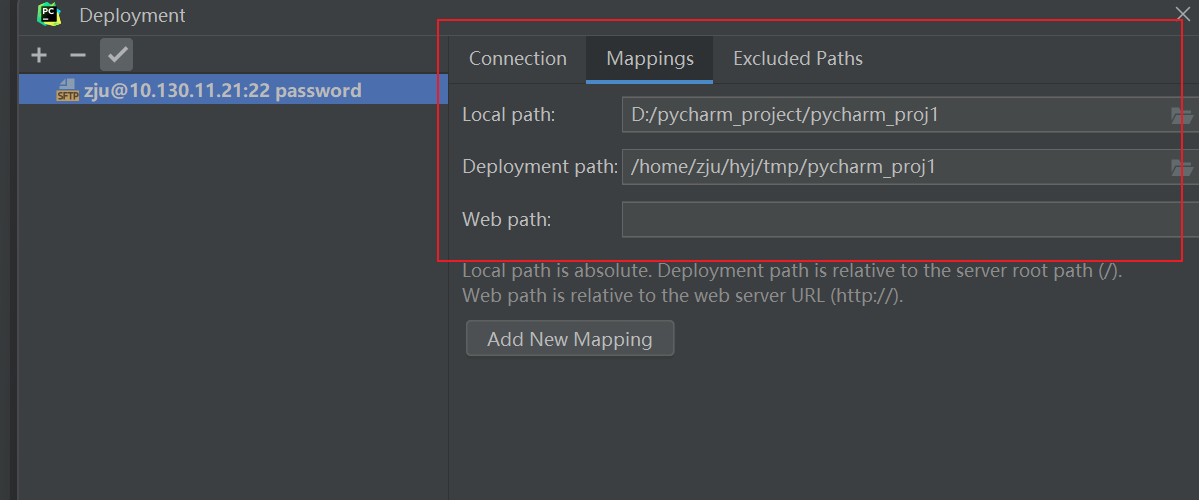 PC
Deployment
SFTP
zju@10.130.11.21:22 password
Connection
Mappings
Excluded Paths
Local path:
D:/pycharm_project/pycharm_proj1
Deployment path:
/home/zju/hyj/tmp/pycharm_proj1
Web path:
Local path is absolute. Deployment path is relative to the server root path (/).
Web path is relative to the web server URL (http://).
Add New Mapping